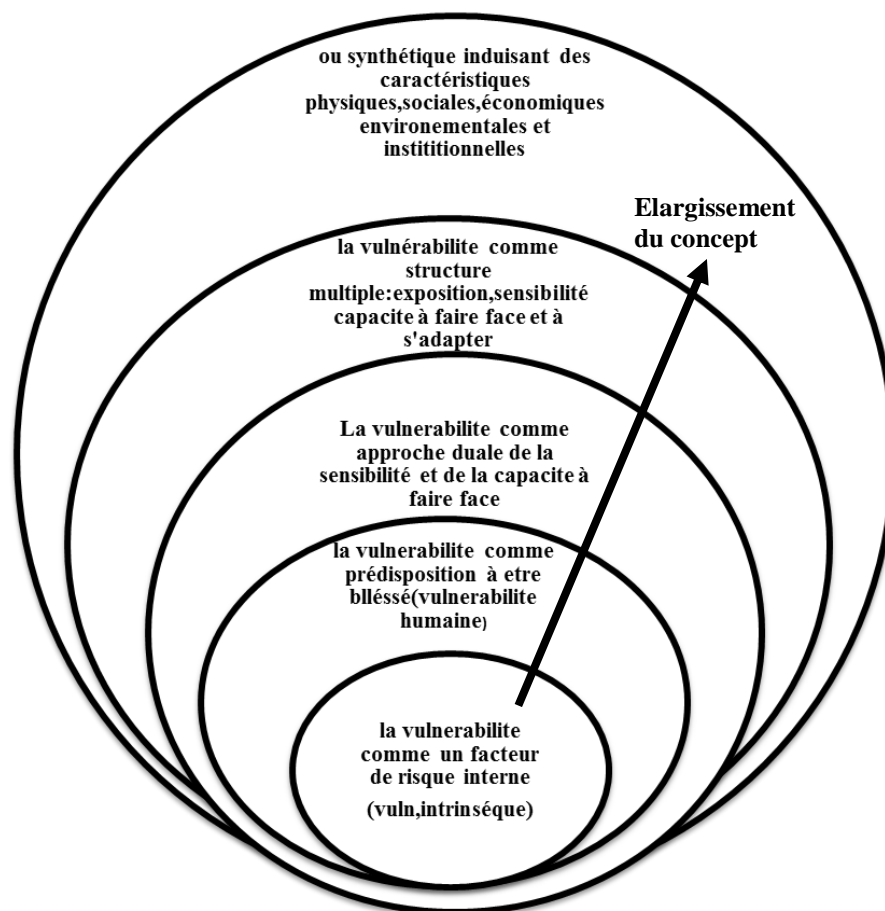 ou synthétique induisant des
caractéristiques
physiques,sociales,économiques
environementales et
instititionnelles
Elargissement
du concept
la vulnérabilite comme
structure
multiple:exposition,sensibilité
capacite à faire face et à
s'adapter
La vulnerabilite comme
approche duale de la
sensibilité et de la capacite à
faire face
la vulnerabilite comme
prédisposition à etre
blléssé(vulnerabilite
humaine)
la vulnerabilite
comme un facteur
de risque interne
(vuln,intrinséque)